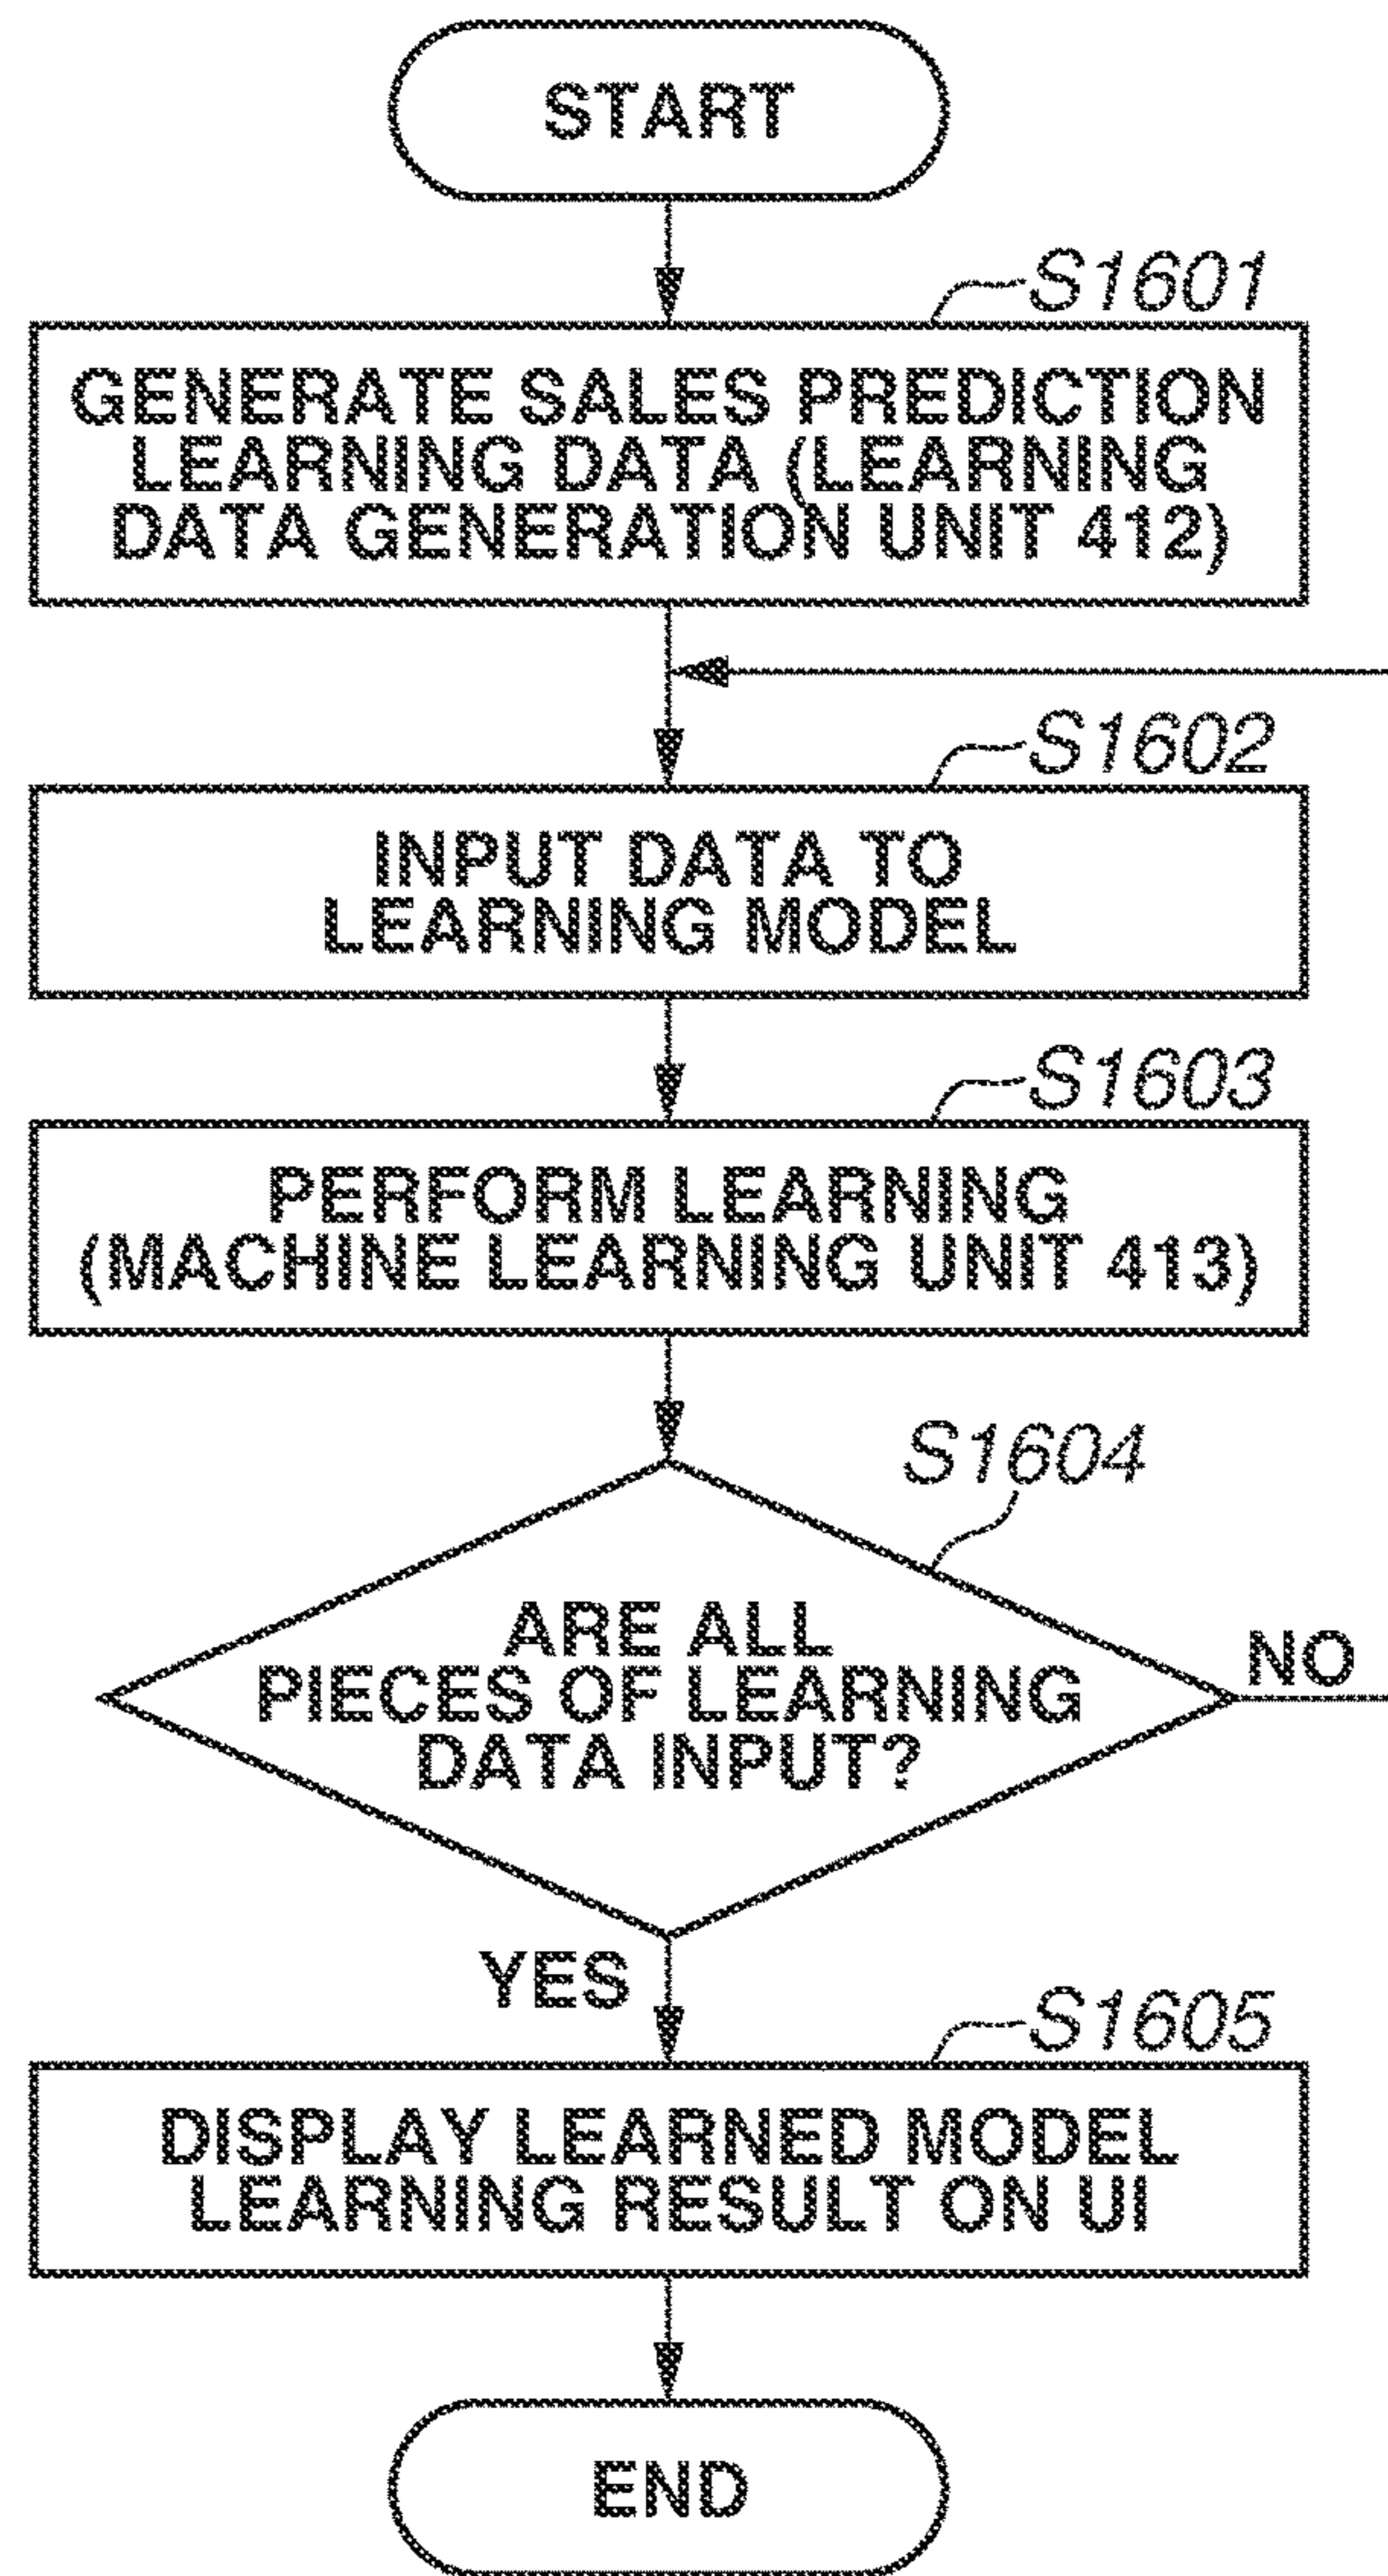 START
S1601
GENERATE SALES PREDICTION
LEARNING DATA (LEARNING
DATA GENERATION UNIT 412)
S1602
INPUT DATA TO
LEARNING MODEL
S1603
PERFORM LEARNING
(MACHINE LEARNING UNIT 413)
S1604
ARE ALL
PIECES OF LEARNING
DATA INPUT?
NO
YES
S1605
DISPLAY LEARNED MODEL
LEARNING RESULT ON UI
END